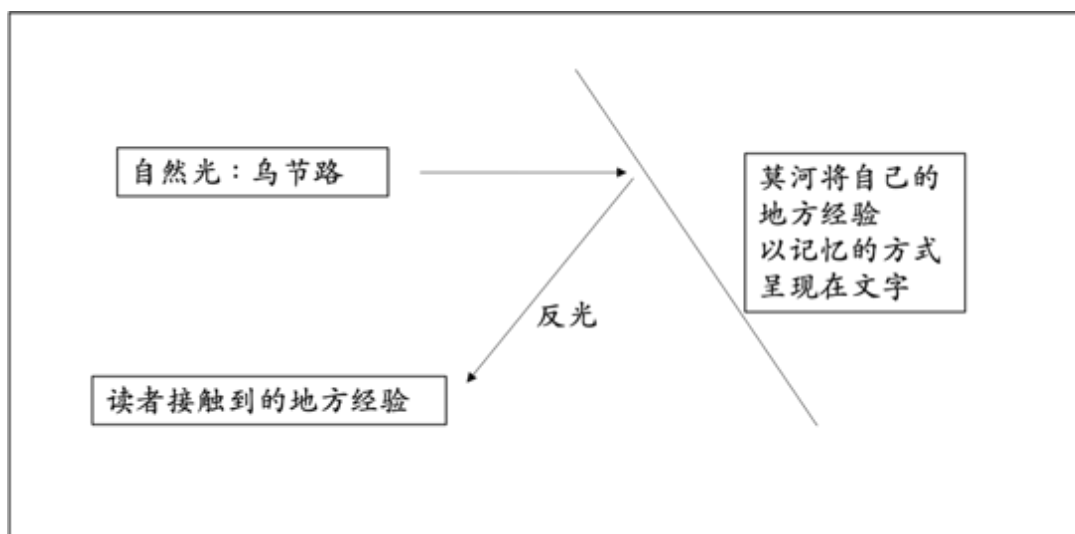 自然光：乌节路
莫河将自己的
地方经验
以记忆的方式
呈现在文字
反光
读者接触到的地方经验